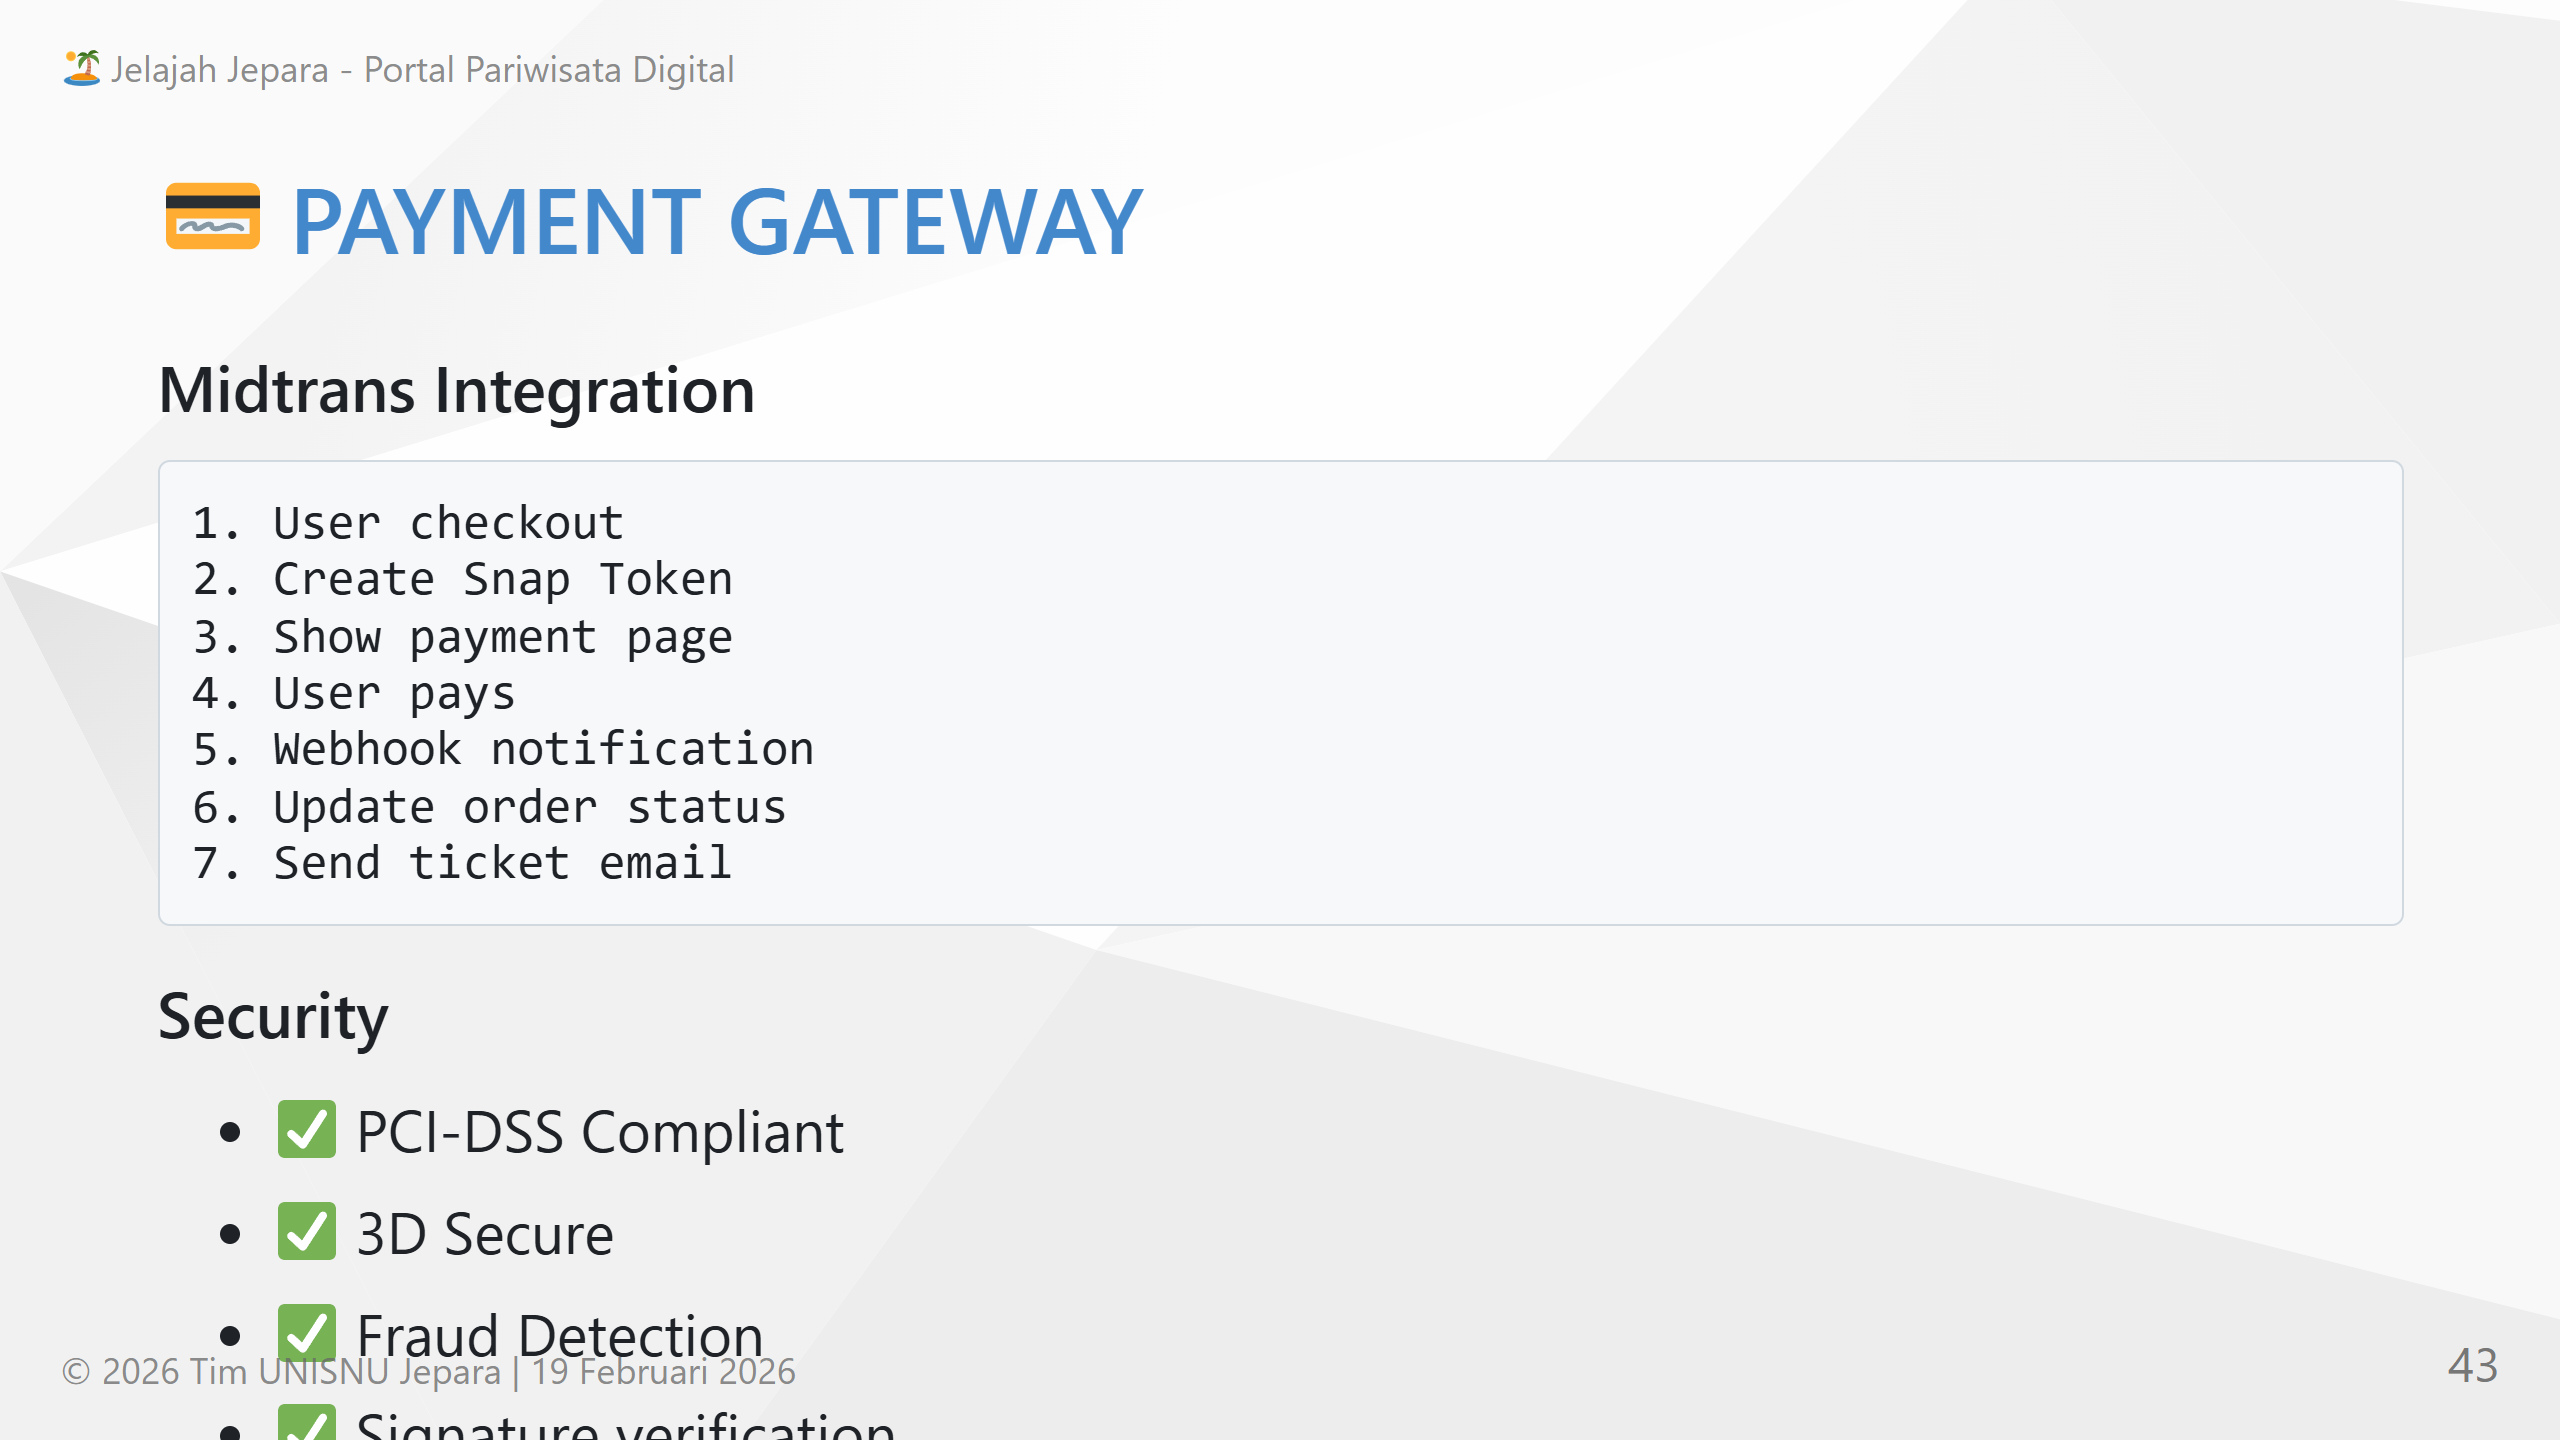 Jelajah Jepara - Portal Pariwisata Digital
PAYMENT GATEWAY
Midtrans Integration
1. User checkout
2. Create Snap Token
3. Show payment page
4. User pays
5. Webhook notification
6. Update order status
7. Send ticket email
Security
• ✅ PCI-DSS Compliant
• ✅ 3D Secure
• ✅ Fraud Detection
© 2026 Tim UNISNU Jepara | 19 Februari 2026
43
• ✅ Signature verification